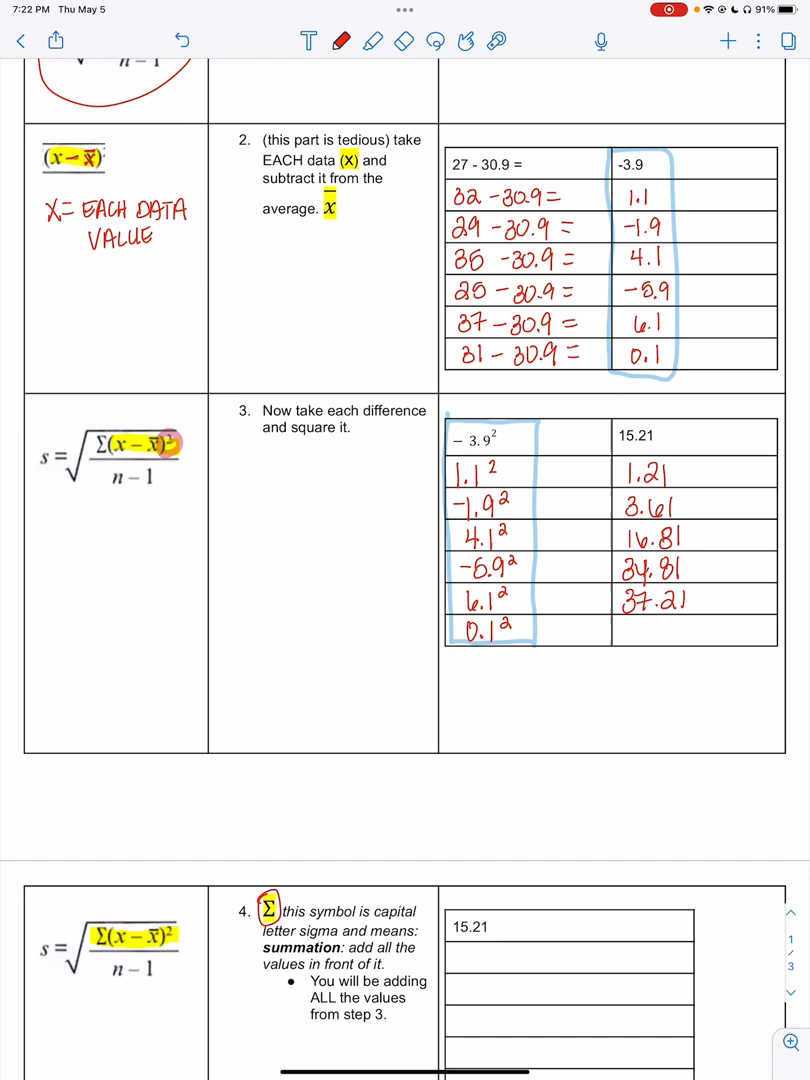 7:22 PM Thu May 5
91%
T
n – 1
(x – x̄)
X = EACH DATA
VALUE
2. (this part is tedious) take
EACH data (X) and
subtract it from the
average. x̄
27 - 30.9 = -3.9
32 - 30.9 = 1.1
29 - 30.9 = -1.9
35 - 30.9 = 4.1
25 - 30.9 = -5.9
37 - 30.9 = 6.1
31 - 30.9 = 0.1
s = √(Σ(x – x̄)² / n – 1)
3. Now take each difference
and square it.
– 3.9² 15.21
1.1² 1.21
-1.9² 3.61
4.1² 16.81
-5.9² 34.81
6.1² 37.21
0.1²
s = √(Σ(x – x̄)² / n – 1)
4. Σ this symbol is capital
letter sigma and means:
summation: add all the
values in front of it.
● You will be adding
ALL the values
from step 3.
15.21
1
/
3